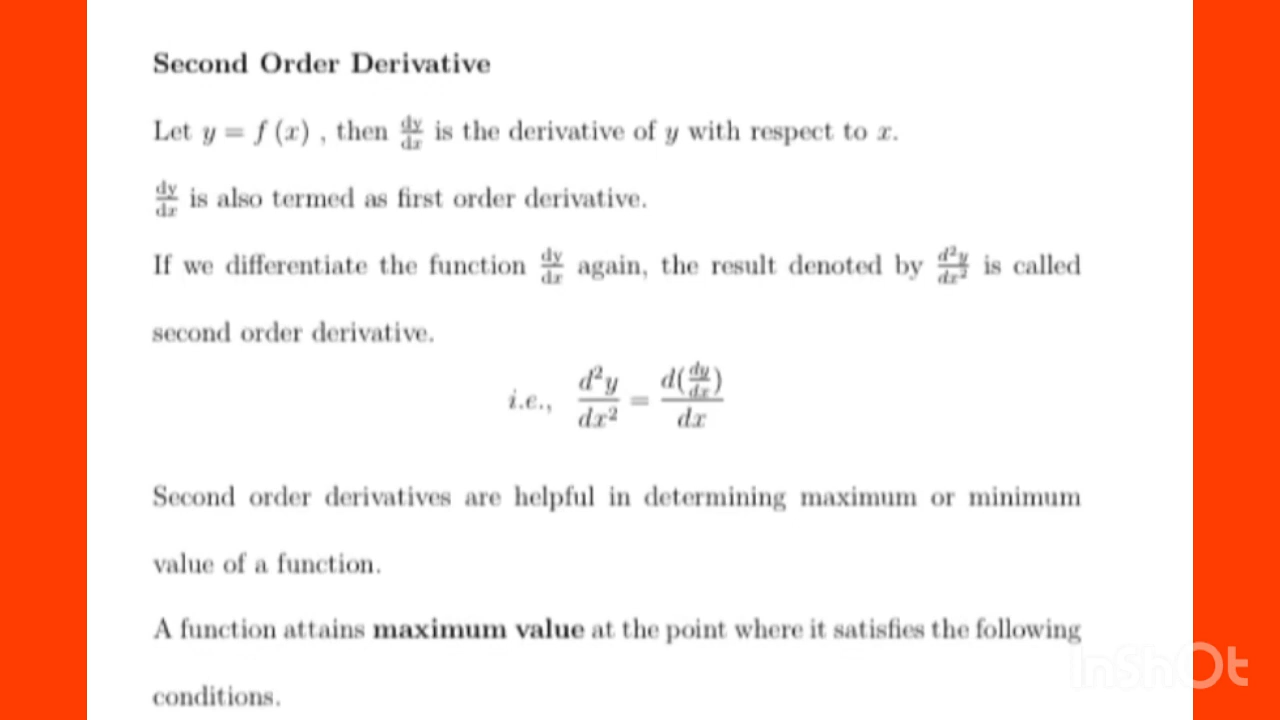 Second Order Derivative
Let y = f (x) , then dy/dx is the derivative of y with respect to x.
dy/dx is also termed as first order derivative.
If we differentiate the function dy/dx again, the result denoted by d²y/dx² is called
second order derivative.
i.e., d²y/dx² = d(dy/dx)/dx
Second order derivatives are helpful in determining maximum or minimum
value of a function.
A function attains maximum value at the point where it satisfies the following
conditions.
InShOt